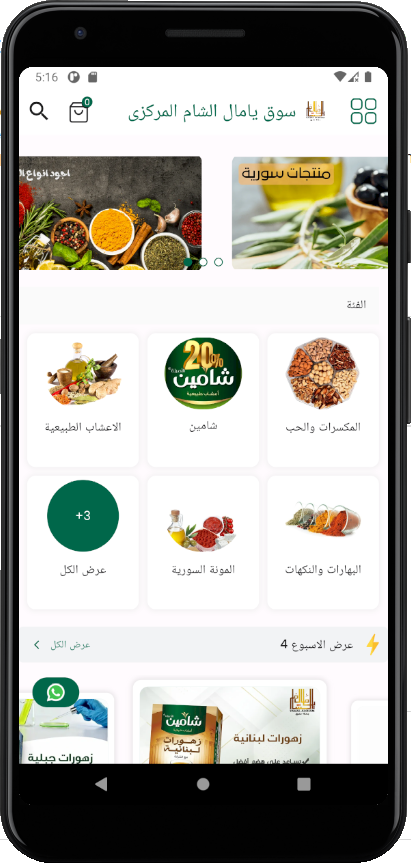 5:16
سوق يامال الشام المركزى
0
منتجات سورية
اجود انواع
الفئة
20%
شامين
أعشاب طبيعية
المكسرات والحب
شامين
الاعشاب الطبيعية
+3
البهارات والنكهات
المونة السورية
عرض الكل
عرض الاسبوع 4
عرض الكل
شامين
زهورات
لبنانية
زهورات لبنانية
زهورات جبلية